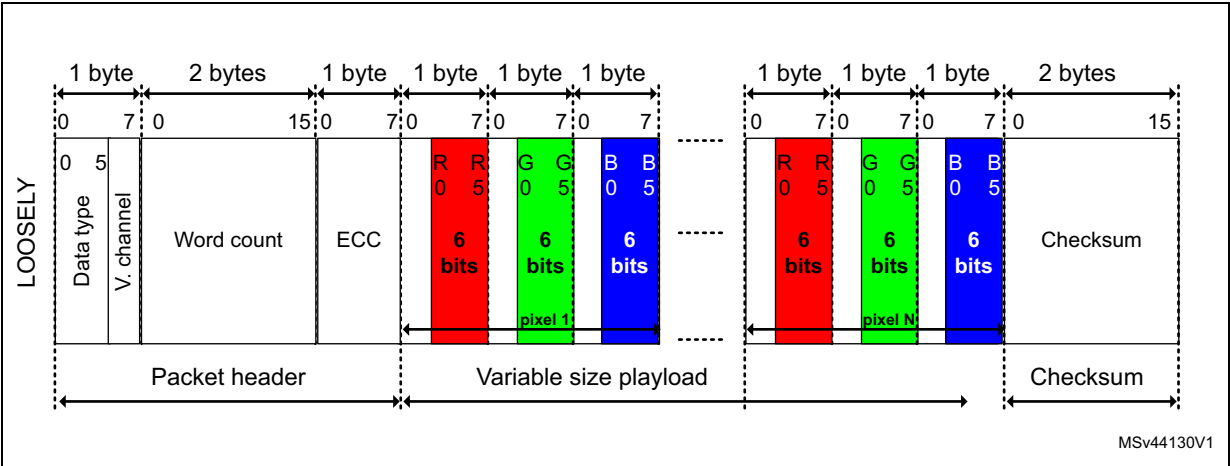 1 byte 2 bytes 1 byte 1 byte 1 byte 1 byte 1 byte 1 byte 1 byte 2 bytes
0 7 0 15 0 7 0 7 0 7 0 7 0 7 0 7 0 7 0 15
0 5 R R G G B B R R G G B B
0 5 0 5 0 5 0 5 0 5 0 5
LOOSELY
Data type
V. channel
Word count ECC 6 6 6 6 6 6 Checksum
bits bits bits bits bits bits
pixel 1 pixel N
Packet header Variable size playload Checksum
MSv44130V1